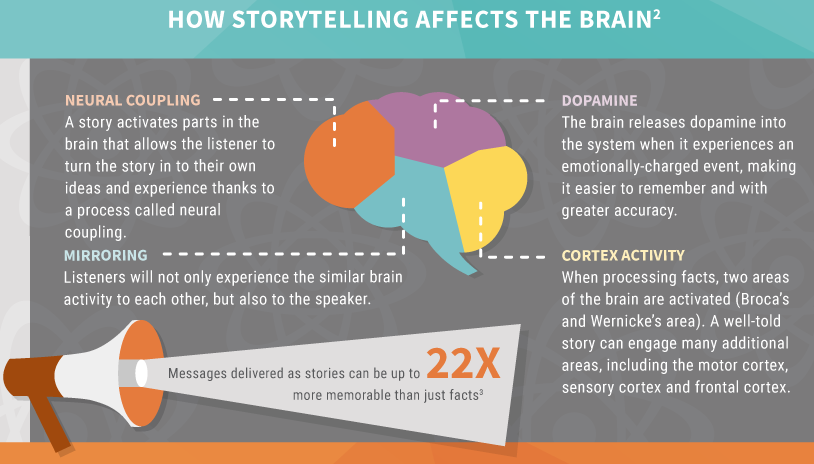 HOW STORYTELLING AFFECTS THE BRAIN²
NEURAL COUPLING
A story activates parts in the
brain that allows the listener to
turn the story in to their own
ideas and experience thanks to
a process called neural
coupling.
MIRRORING
Listeners will not only experience the similar brain
activity to each other, but also to the speaker.
DOPAMINE
The brain releases dopamine into
the system when it experiences an
emotionally-charged event, making
it easier to remember and with
greater accuracy.
CORTEX ACTIVITY
When processing facts, two areas
of the brain are activated (Broca's
and Wernicke's area). A well-told
story can engage many additional
areas, including the motor cortex,
sensory cortex and frontal cortex.
Messages delivered as stories can be up to 22X
more memorable than just facts³